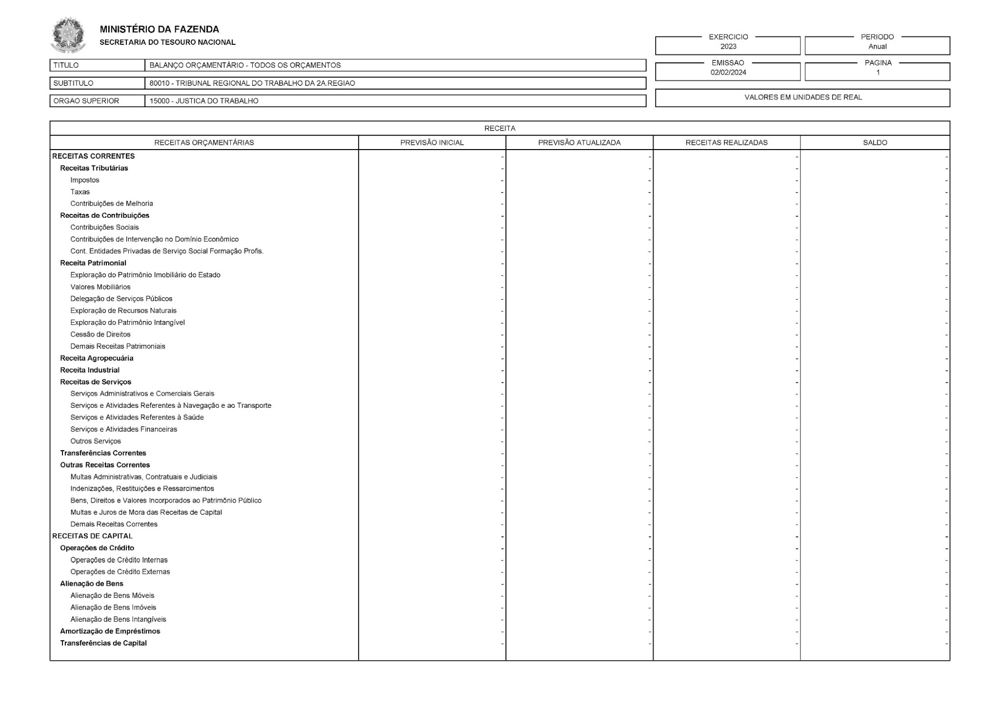 MINISTÉRIO DA FAZENDA
SECRETARIA DO TESOURO NACIONAL
EXERCICIO
2023
PERIODO
Anual
EMISSAO
02/02/2024
PAGINA
1
TITULO BALANÇO ORÇAMENTÁRIO - TODOS OS ORÇAMENTOS
SUBTITULO 80010 - TRIBUNAL REGIONAL DO TRABALHO DA 2A.REGIAO
ORGAO SUPERIOR 15000 - JUSTICA DO TRABALHO
VALORES EM UNIDADES DE REAL
RECEITA
RECEITAS ORÇAMENTÁRIAS PREVISÃO INICIAL PREVISÃO ATUALIZADA RECEITAS REALIZADAS SALDO
RECEITAS CORRENTES - - - -
Receitas Tributárias - - - -
Impostos - - - -
Taxas - - - -
Contribuições de Melhoria - - - -
Receitas de Contribuições - - - -
Contribuições Sociais - - - -
Contribuições de Intervenção no Domínio Econômico - - - -
Cont. Entidades Privadas de Serviço Social Formação Profis. - - - -
Receita Patrimonial - - - -
Exploração do Patrimônio Imobiliário do Estado - - - -
Valores Mobiliários - - - -
Delegação de Serviços Públicos - - - -
Exploração de Recursos Naturais - - - -
Exploração do Patrimônio Intangível - - - -
Cessão de Direitos - - - -
Demais Receitas Patrimoniais - - - -
Receita Agropecuária - - - -
Receita Industrial - - - -
Receitas de Serviços - - - -
Serviços Administrativos e Comerciais Gerais - - - -
Serviços e Atividades Referentes à Navegação e ao Transporte - - - -
Serviços e Atividades Referentes à Saúde - - - -
Serviços e Atividades Financeiras - - - -
Outros Serviços - - - -
Transferências Correntes - - - -
Outras Receitas Correntes - - - -
Multas Administrativas, Contratuais e Judiciais - - - -
Indenizações, Restituições e Ressarcimentos - - - -
Bens, Direitos e Valores Incorporados ao Patrimônio Público - - - -
Multas e Juros de Mora das Receitas de Capital - - - -
Demais Receitas Correntes - - - -
RECEITAS DE CAPITAL - - - -
Operações de Crédito - - - -
Operações de Crédito Internas - - - -
Operações de Crédito Externas - - - -
Alienação de Bens - - - -
Alienação de Bens Móveis - - - -
Alienação de Bens Imóveis - - - -
Alienação de Bens Intangíveis - - - -
Amortização de Empréstimos - - - -
Transferências de Capital - - - -